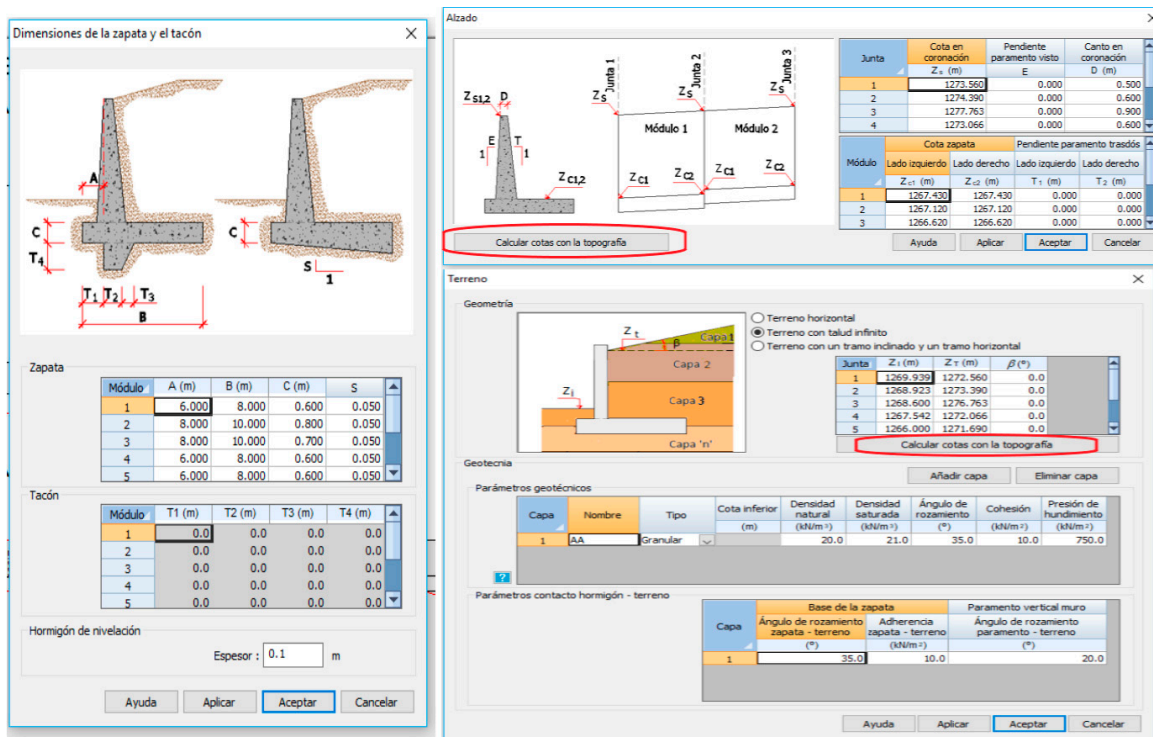 Dimensiones de la zapata y el tacón
A
C
T4
T1 T2 T3
B
C
S
1
Zapata
Módulo A (m) B (m) C (m) S
1 6.000 8.000 0.600 0.050
2 8.000 10.000 0.800 0.050
3 8.000 10.000 0.700 0.050
4 6.000 8.000 0.600 0.050
5 6.000 8.000 0.600 0.050
Tacón
Módulo T1 (m) T2 (m) T3 (m) T4 (m)
1 0.0 0.0 0.0 0.0
2 0.0 0.0 0.0 0.0
3 0.0 0.0 0.0 0.0
4 0.0 0.0 0.0 0.0
5 0.0 0.0 0.0 0.0
Hormigón de nivelación
Espesor : 0.1 m
Ayuda Aplicar Aceptar Cancelar
Alzado
Junta 1 Junta 2 Junta 3
ZS1,2 D ZS ZS ZS
E T
1 1
Módulo 1 Módulo 2
ZC1,2 ZC1 ZC2 ZC1 ZC2
Calcular cotas con la topografía
Junta Cota en coronación Pendiente paramento visto Canto en coronación
Zs (m) E D (m)
1 1273.560 0.000 0.500
2 1274.390 0.000 0.600
3 1277.763 0.000 0.900
4 1273.066 0.000 0.600
Módulo Cota zapata Pendiente paramento trasdós
Lado izquierdo Lado derecho Lado izquierdo Lado derecho
Zc1 (m) Zc2 (m) T1 (m) T2 (m)
1 1267.430 1267.430 0.000 0.000
2 1267.120 1267.120 0.000 0.000
3 1266.620 1266.620 0.000 0.000
Ayuda Aplicar Aceptar Cancelar
Terreno
Geometría
Zt β Capa 1
Capa 2
Zi Capa 3
Capa 'n'
Terreno horizontal
Terreno con talud infinito
Terreno con un tramo inclinado y un tramo horizontal
Junta ZI (m) ZT (m) β (º)
1 1269.939 1272.560 0.0
2 1268.923 1273.390 0.0
3 1268.600 1276.763 0.0
4 1267.542 1272.066 0.0
5 1266.000 1271.690 0.0
Calcular cotas con la topografía
Geotecnia
Añadir capa Eliminar capa
Parámetros geotécnicos
Capa Nombre Tipo Cota inferior Densidad natural Densidad saturada Ángulo de rozamiento Cohesión Presión de hundimiento
(m) (kN/m³) (kN/m³) (º) (kN/m²) (kN/m²)
1 AA Granular 20.0 21.0 35.0 10.0 750.0
?
Parámetros contacto hormigón - terreno
Capa Base de la zapata Paramento vertical muro
Ángulo de rozamiento zapata - terreno Adherencia zapata - terreno Ángulo de rozamiento paramento - terreno
(º) (kN/m²) (º)
1 35.0 10.0 20.0
Ayuda Aplicar Aceptar Cancelar